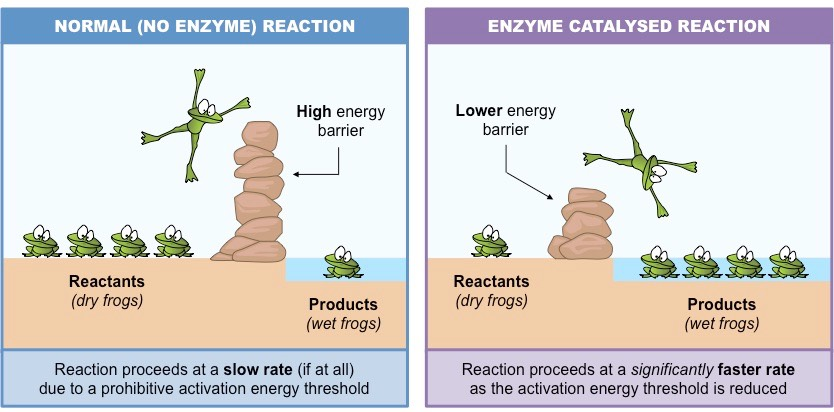 NORMAL (NO ENZYME) REACTION
High energy
barrier
Reactants
(dry frogs)
Products
(wet frogs)
Reaction proceeds at a slow rate (if at all)
due to a prohibitive activation energy threshold
ENZYME CATALYSED REACTION
Lower energy
barrier
Reactants
(dry frogs)
Products
(wet frogs)
Reaction proceeds at a significantly faster rate
as the activation energy threshold is reduced